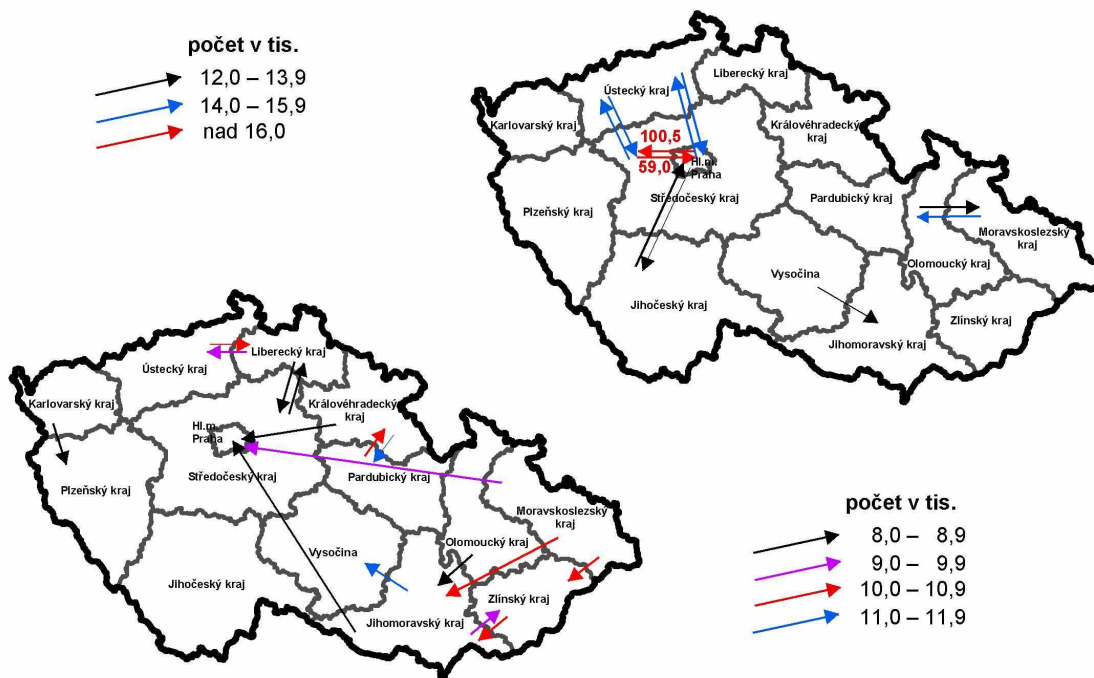 počet v tis.
12,0 – 13,9
14,0 – 15,9
nad 16,0
Liberecký kraj
Ústecký kraj
Karlovarský kraj
Královéhradecký
kraj
100,5
59,0
Hl.m.
Praha
Středočeský kraj
Plzeňský kraj
Pardubický kraj
Moravskoslezský
kraj
Olomoucký kraj
Vysočina
Jihočeský kraj
Zlínský kraj
Jihomoravský kraj
Liberecký kraj
Ústecký kraj
Karlovarský kraj
Královéhradecký
kraj
Hl.m.
Praha
Středočeský kraj
Plzeňský kraj
Pardubický kraj
Moravskoslezský
kraj
Olomoucký kraj
Vysočina
Jihočeský kraj
Zlínský kraj
Jihomoravský kraj
počet v tis.
8,0 – 8,9
9,0 – 9,9
10,0 – 10,9
11,0 – 11,9